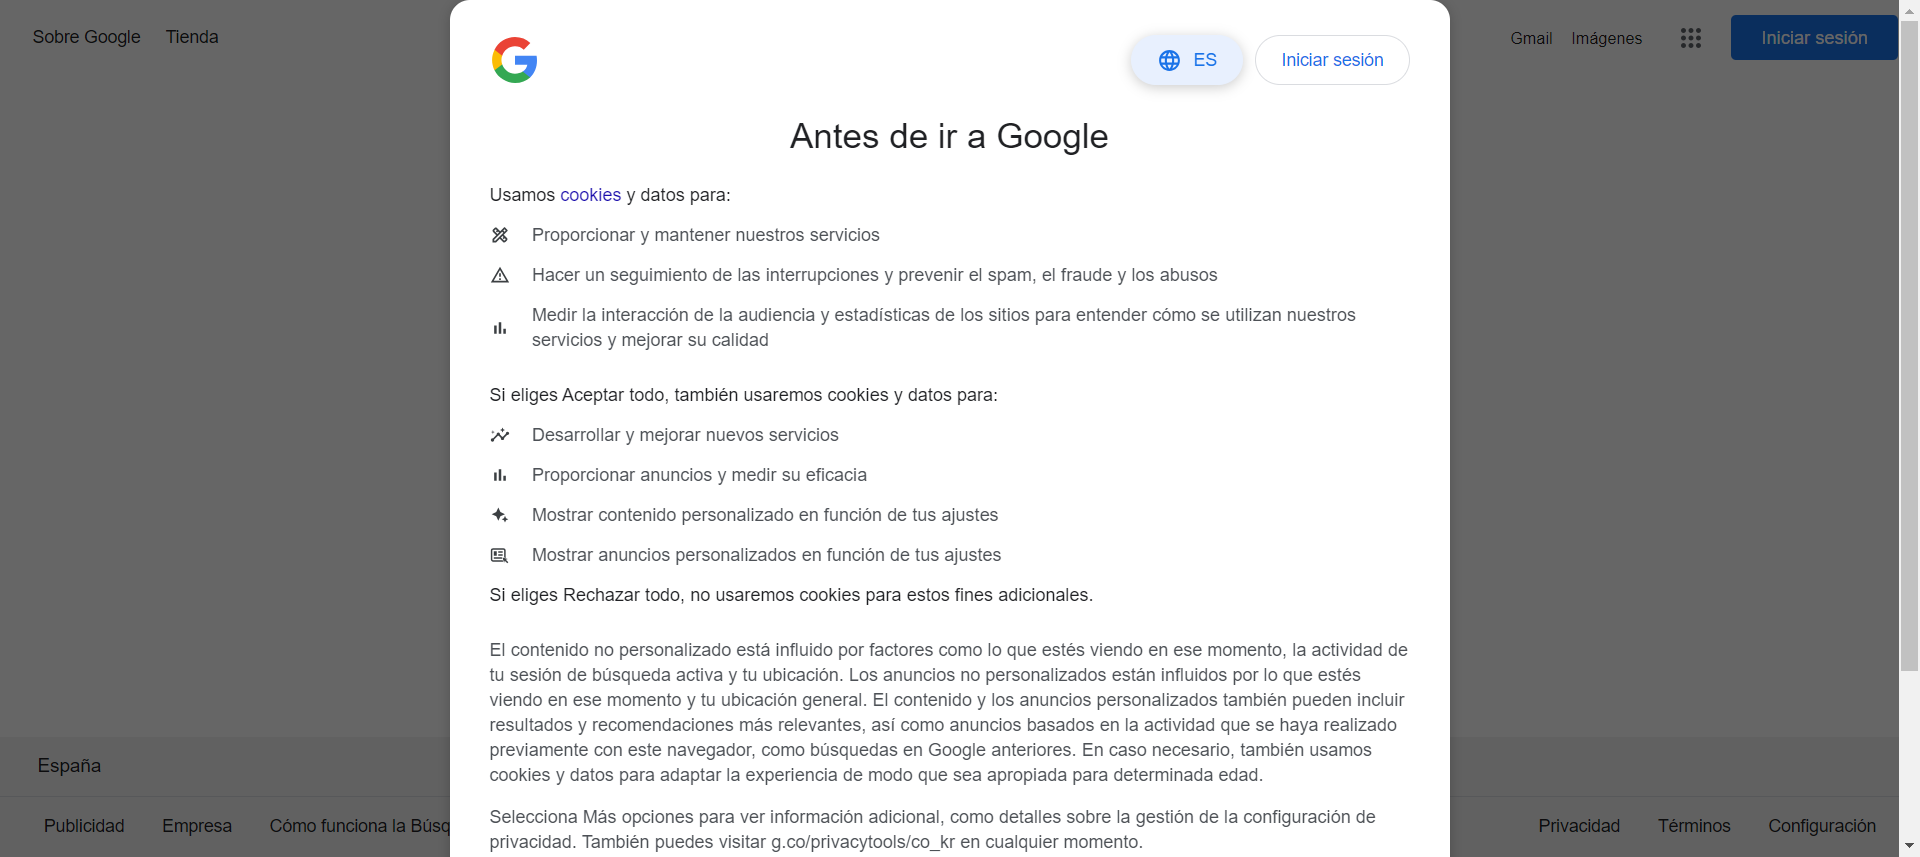 Sobre Google Tienda
Gmail Imágenes Iniciar sesión
ES Iniciar sesión
Antes de ir a Google
Usamos cookies y datos para:
Proporcionar y mantener nuestros servicios
Hacer un seguimiento de las interrupciones y prevenir el spam, el fraude y los abusos
Medir la interacción de la audiencia y estadísticas de los sitios para entender cómo se utilizan nuestros
servicios y mejorar su calidad
Si eliges Aceptar todo, también usaremos cookies y datos para:
Desarrollar y mejorar nuevos servicios
Proporcionar anuncios y medir su eficacia
Mostrar contenido personalizado en función de tus ajustes
Mostrar anuncios personalizados en función de tus ajustes
Si eliges Rechazar todo, no usaremos cookies para estos fines adicionales.
El contenido no personalizado está influido por factores como lo que estés viendo en ese momento, la actividad de
tu sesión de búsqueda activa y tu ubicación. Los anuncios no personalizados están influidos por lo que estés
viendo en ese momento y tu ubicación general. El contenido y los anuncios personalizados también pueden incluir
resultados y recomendaciones más relevantes, así como anuncios basados en la actividad que se haya realizado
previamente con este navegador, como búsquedas en Google anteriores. En caso necesario, también usamos
cookies y datos para adaptar la experiencia de modo que sea apropiada para determinada edad.
Selecciona Más opciones para ver información adicional, como detalles sobre la gestión de la configuración de
privacidad. También puedes visitar g.co/privacytools/co_kr en cualquier momento.
España
Publicidad Empresa Cómo funciona la Búsq
Privacidad Términos Configuración